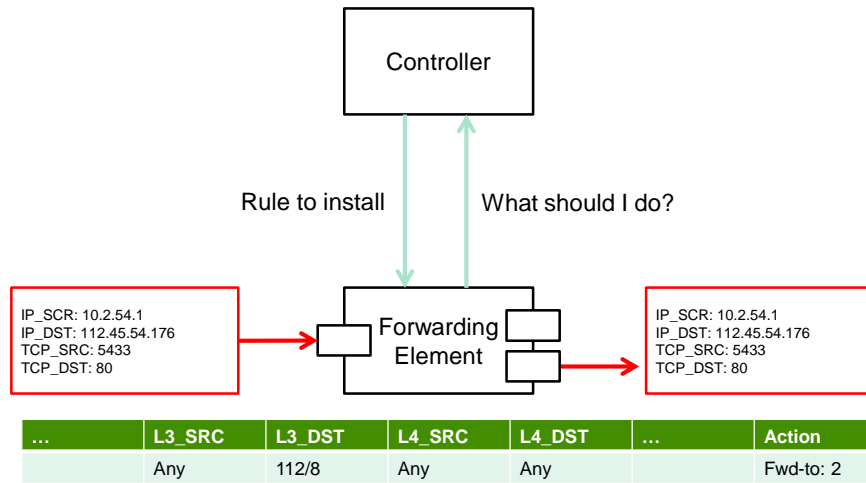 Controller
Rule to install
What should I do?
IP_SCR: 10.2.54.1
IP_DST: 112.45.54.176
TCP_SRC: 5433
TCP_DST: 80
Forwarding
Element
IP_SCR: 10.2.54.1
IP_DST: 112.45.54.176
TCP_SRC: 5433
TCP_DST: 80
… L3_SRC L3_DST L4_SRC L4_DST … Action
Any 112/8 Any Any Fwd-to: 2